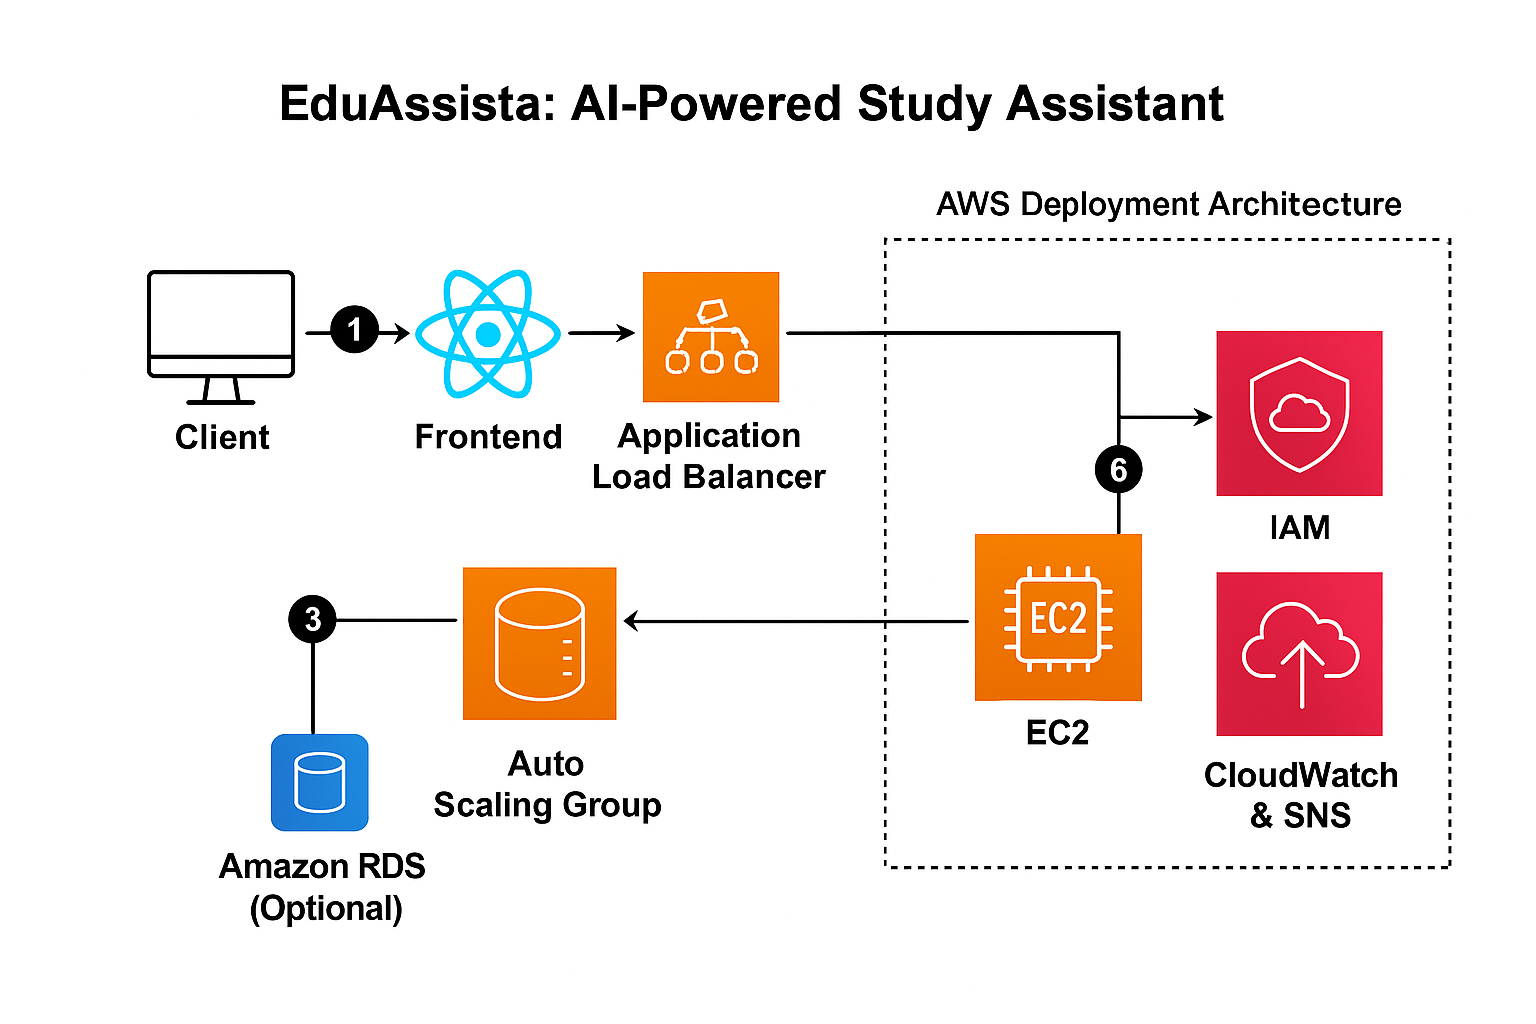 EduAssista: AI-Powered Study Assistant
AWS Deployment Architecture
1
Client
Frontend
Application
Load Balancer
6
IAM
3
EC2
EC2
Auto
Scaling Group
CloudWatch
& SNS
Amazon RDS
(Optional)